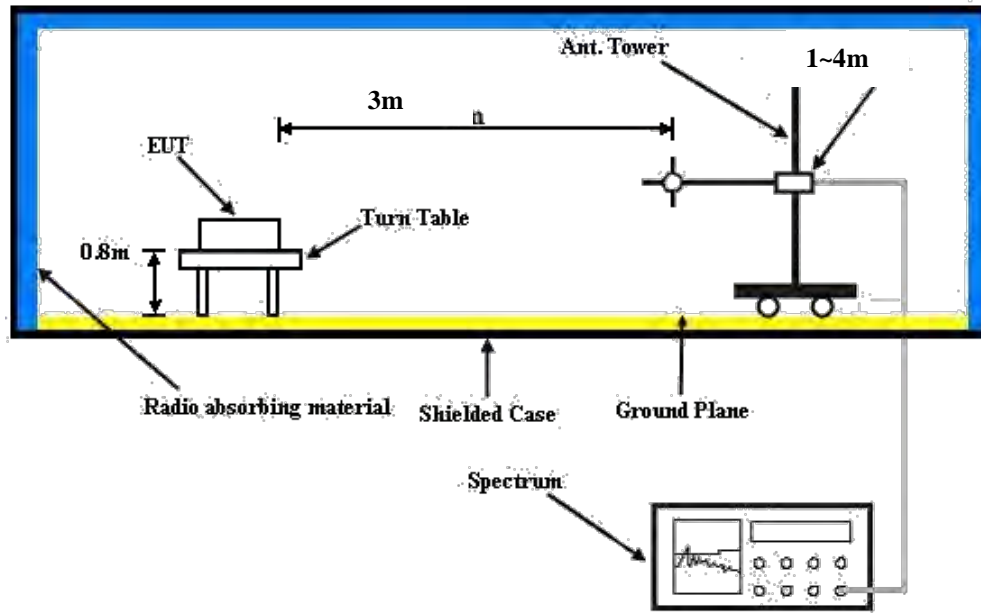 Ant. Tower
1~4m
3m
EUT
Turn Table
0.8m
Radio absorbing material
Shielded Case
Ground Plane
Spectrum